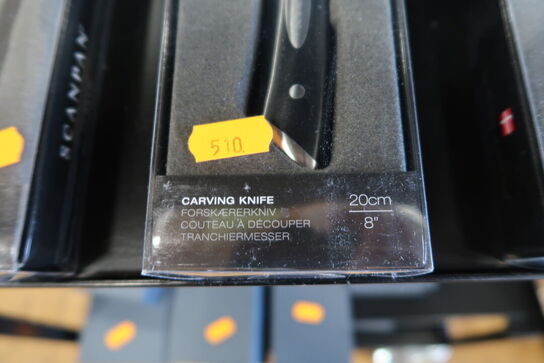 SCANPAN
510.
CARVING KNIFE
FORSKÆRERKNIV
COUTEAU À DÉCOUPER
TRANCHIERMESSER
20cm
8"